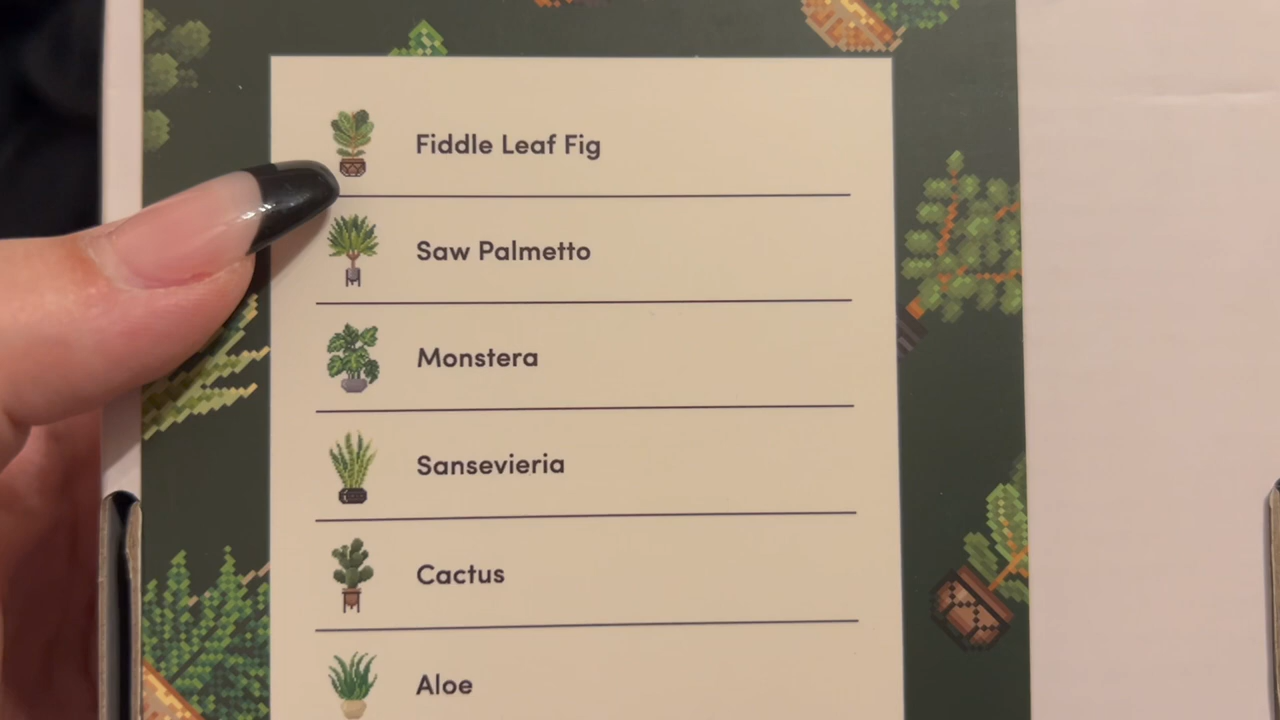 Fiddle Leaf Fig
Saw Palmetto
Monstera
Sansevieria
Cactus
Aloe